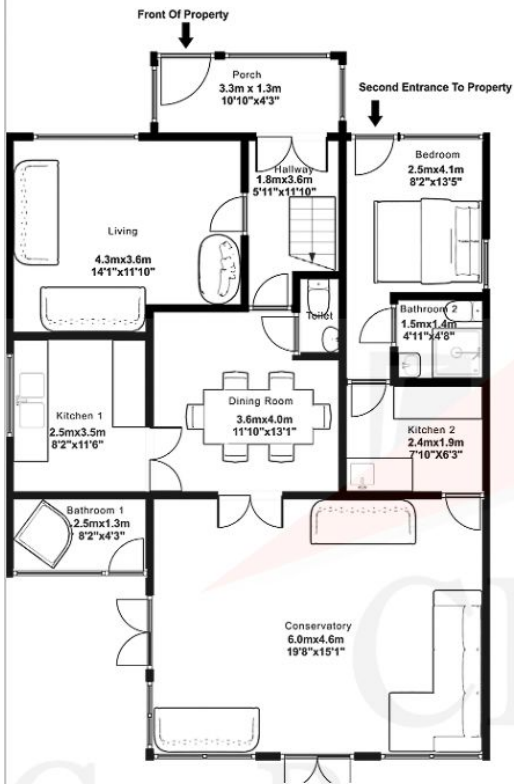 Front Of Property
Porch
3.3m x 1.3m
10'10"x4'3"
Second Entrance To Property
Hallway
1.8mx3.6m
5'11"x11'10"
Bedroom
2.5mx4.1m
8'2"x13'5"
Living
4.3mx3.6m
14'1"x11'10"
Toilet
Bathroom 2
1.5mx1.4m
4'11"x4'8"
Kitchen 1
2.5mx3.5m
8'2"x11'6"
Dining Room
3.6mx4.0m
11'10"x13'1"
Kitchen 2
2.4mx1.9m
7'10"X6'3"
Bathroom 1
2.5mx1.3m
8'2"x4'3"
Conservatory
6.0mx4.6m
19'8"x15'1"